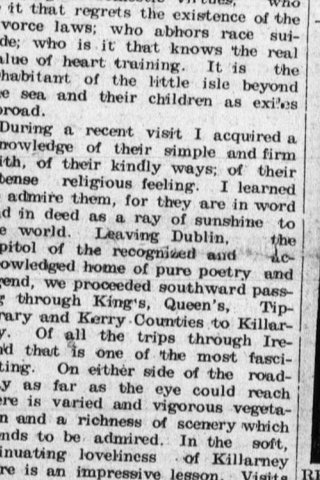 domestic virtues, who
it that regrets the existence of the
vorce laws; who abhors race sui-
de; who is it that knows the real
alue of heart training. It is the
habitant of the little isle beyond
e sea and their children as exiles
road.
During a recent visit I acquired a
nowledge of their simple and firm
ith, of their kindly ways; of their
tense religious feeling. I learned
admire them, for they are in word
d in deed as a ray of sunshine to
e world. Leaving Dublin, the
pitol of the recognized and ac-
owledged home of pure poetry and
gend, we proceeded southward pass-
g through King's, Queen's, Tip-
rary and Kerry Counties to Killar-
y. Of all the trips through Ire-
nd that is one of the most fasci-
ting. On either side of the road-
y as far as the eye could reach
ere is varied and vigorous vegeta-
n and a richness of scenery which
ends to be admired. In the soft,
inuating loveliness of Killarney
re is an impressive lesson. Visits